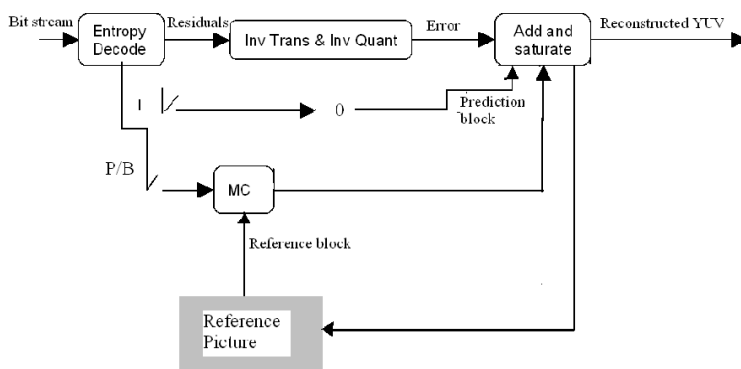 Bit stream
Entropy
Decode
Residuals
Inv Trans & Inv Quant
Error
Add and
saturate
Reconstructed YUV
I
0
Prediction
block
P/B
MC
Reference block
Reference
Picture